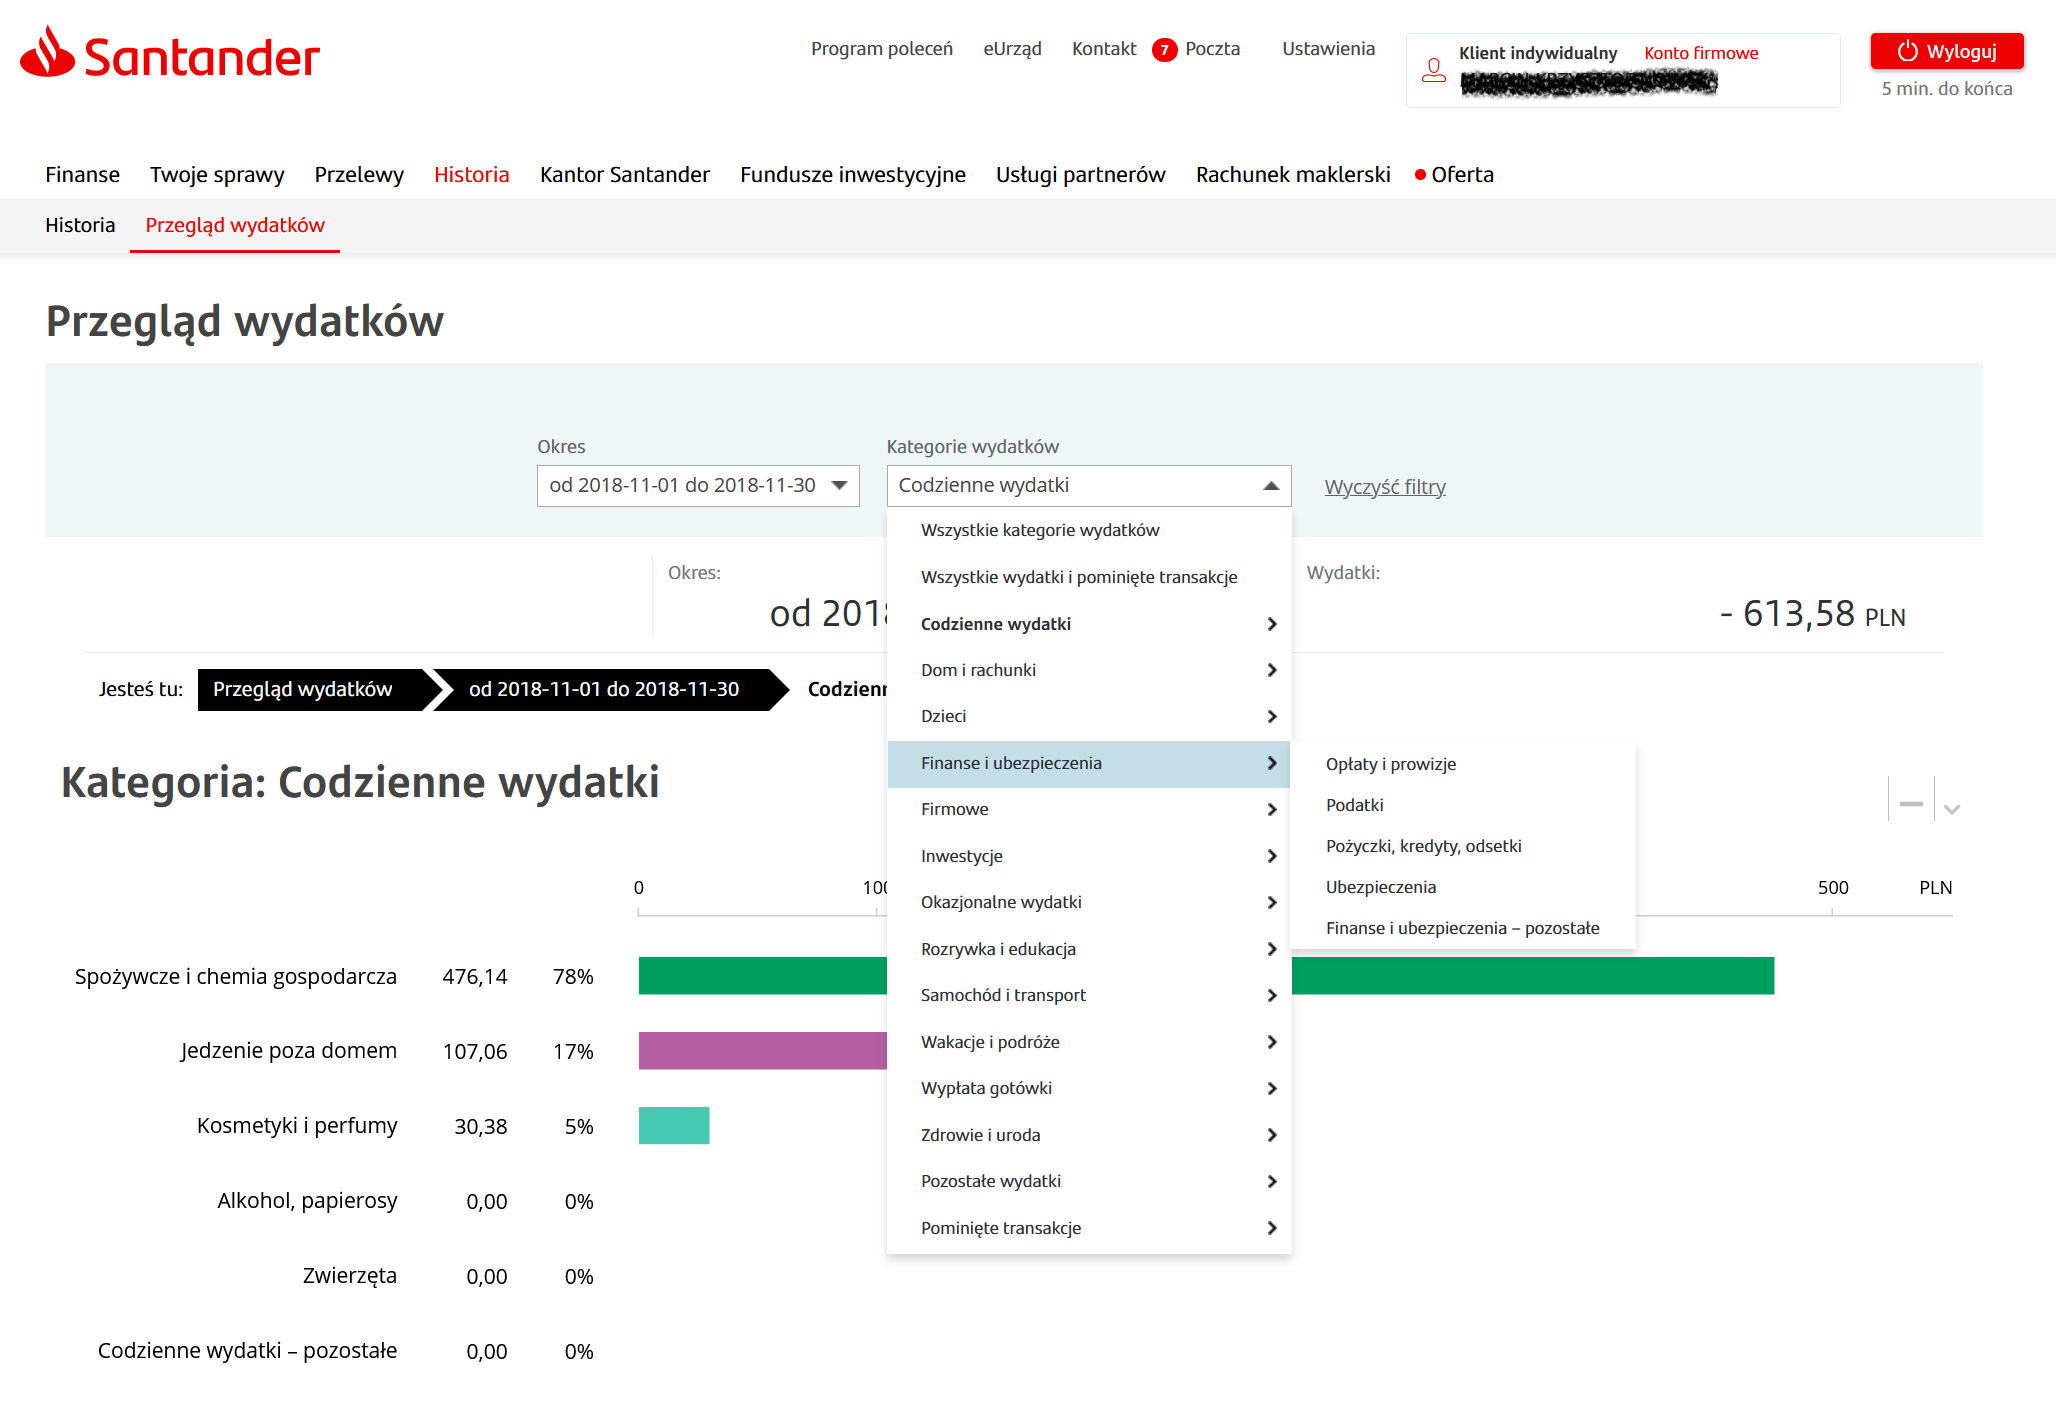 Santander
Program poleceń eUrząd Kontakt 7 Poczta Ustawienia
Klient indywidualny Konto firmowe
Wyloguj
5 min. do końca
Finanse Twoje sprawy Przelewy Historia Kantor Santander Fundusze inwestycyjne Usługi partnerów Rachunek maklerski Oferta
Historia Przegląd wydatków
Przegląd wydatków
Okres Kategorie wydatków
od 2018-11-01 do 2018-11-30 Codzienne wydatki Wyczyść filtry
Wszystkie kategorie wydatków
Wszystkie wydatki i pominięte transakcje
Codzienne wydatki
Dom i rachunki
Dzieci
Finanse i ubezpieczenia
Firmowe
Inwestycje
Okazjonalne wydatki
Rozrywka i edukacja
Samochód i transport
Wakacje i podróże
Wypłata gotówki
Zdrowie i uroda
Pozostałe wydatki
Pominięte transakcje
Opłaty i prowizje
Podatki
Pożyczki, kredyty, odsetki
Ubezpieczenia
Finanse i ubezpieczenia – pozostałe
Okres: Wydatki:
od 201 - 613,58 PLN
Jesteś tu: Przegląd wydatków od 2018-11-01 do 2018-11-30 Codzien
Kategoria: Codzienne wydatki
0 100 500 PLN
Spożywcze i chemia gospodarcza 476,14 78%
Jedzenie poza domem 107,06 17%
Kosmetyki i perfumy 30,38 5%
Alkohol, papierosy 0,00 0%
Zwierzęta 0,00 0%
Codzienne wydatki – pozostałe 0,00 0%